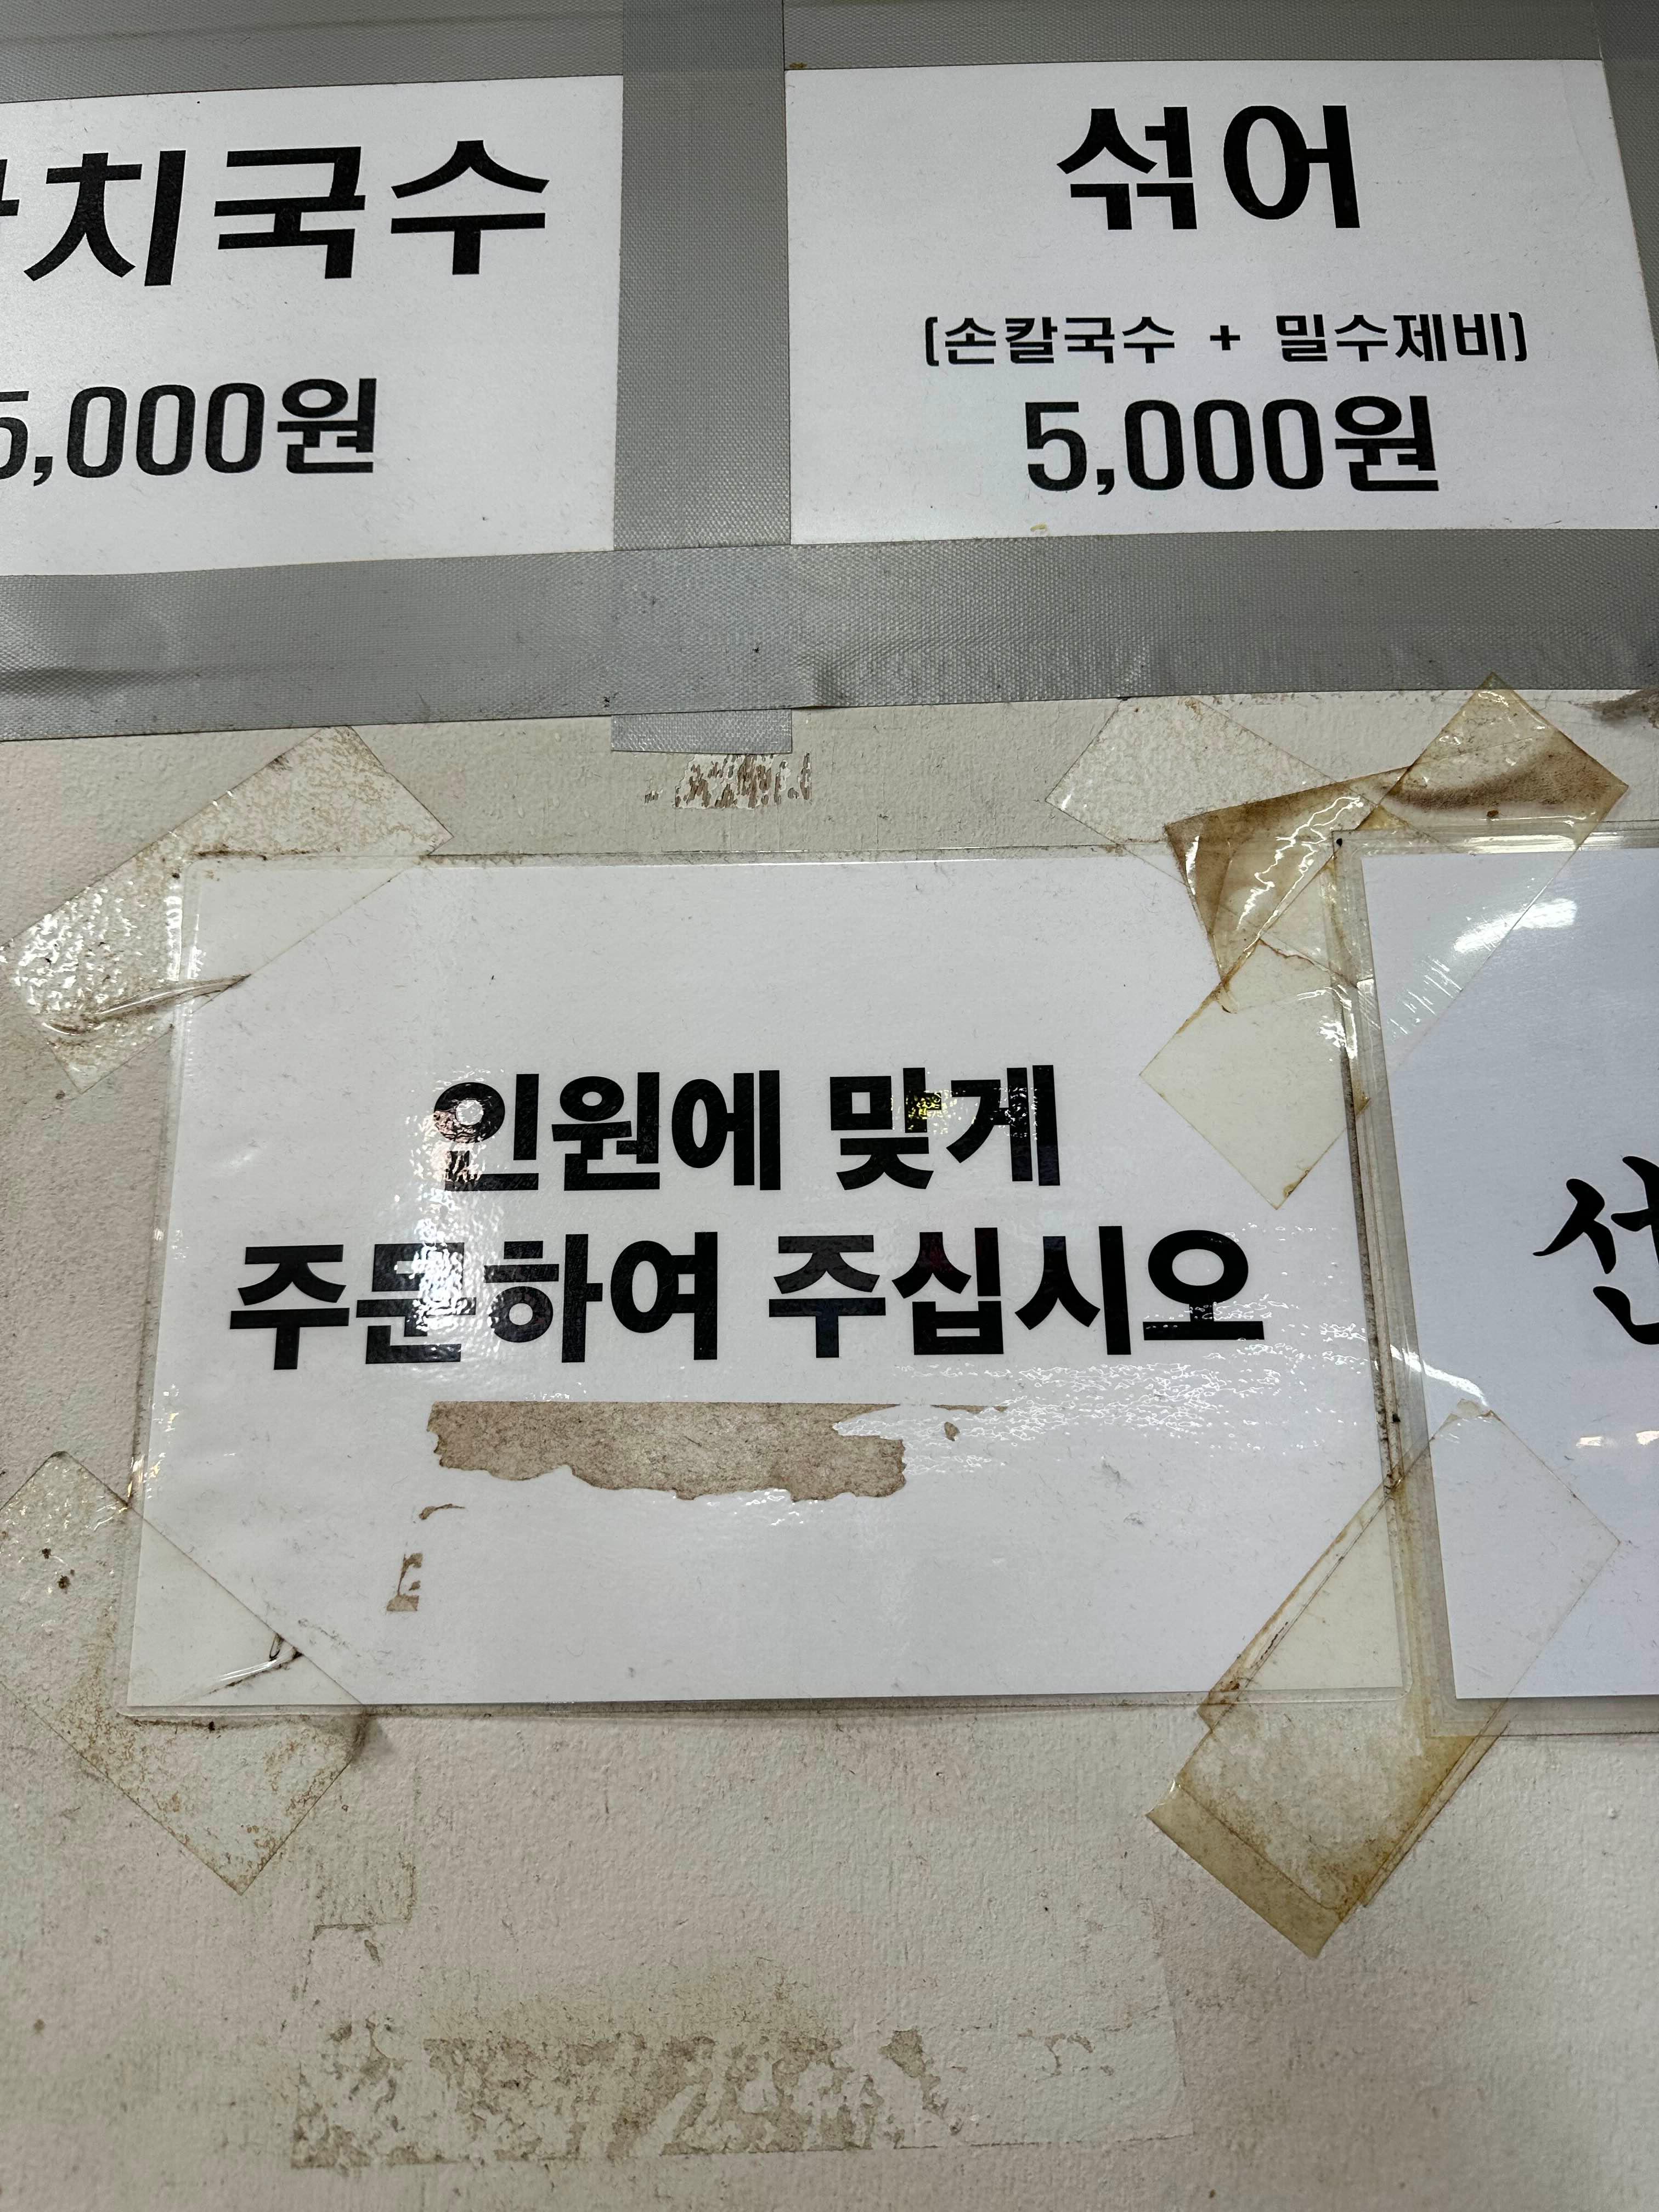 치국수
5,000원
섞어
(손칼국수 + 밀수제비)
5,000원
인원에 맞게
주문하여 주십시오